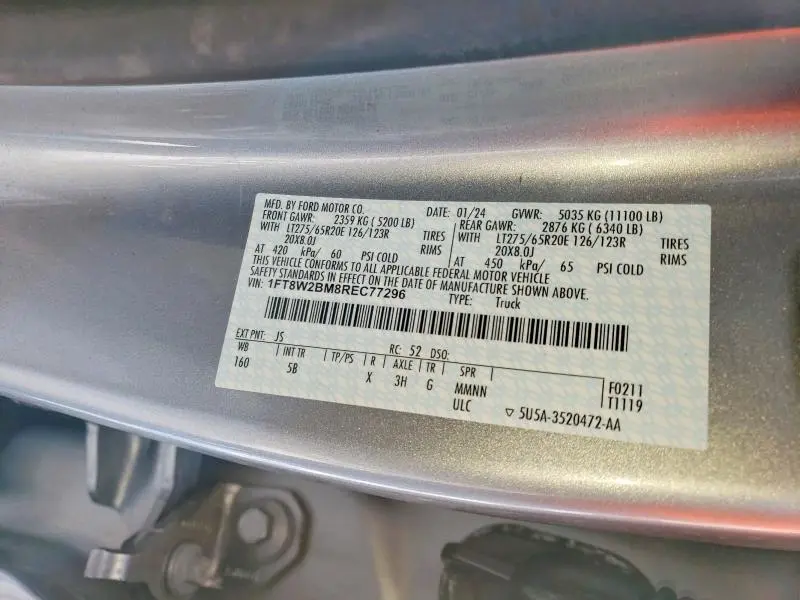 MFD. BY FORD MOTOR CO. DATE: 01/24 GVWR: 5035 KG (11100 LB)
FRONT GAWR: 2359 KG (5200 LB) REAR GAWR: 2876 KG (6340 LB)
WITH LT275/65R20E 126/123R TIRES WITH LT275/65R20E 126/123R TIRES
20X8.0J RIMS 20X8.0J RIMS
AT 420 kPa/ 60 PSI COLD AT 450 kPa/ 65 PSI COLD
THIS VEHICLE CONFORMS TO ALL APPLICABLE FEDERAL MOTOR VEHICLE
SAFETY STANDARDS IN EFFECT ON THE DATE OF MANUFACTURE SHOWN ABOVE.
VIN: 1FT8W2BM8REC77296 TYPE: Truck
EXT PNT: JS RC: 52 DSO:
WB INT TR TP/PS R AXLE TR SPR
160 5B X 3H G MMNN F0211
ULC T1119
▽ 5U5A-3520472-AA